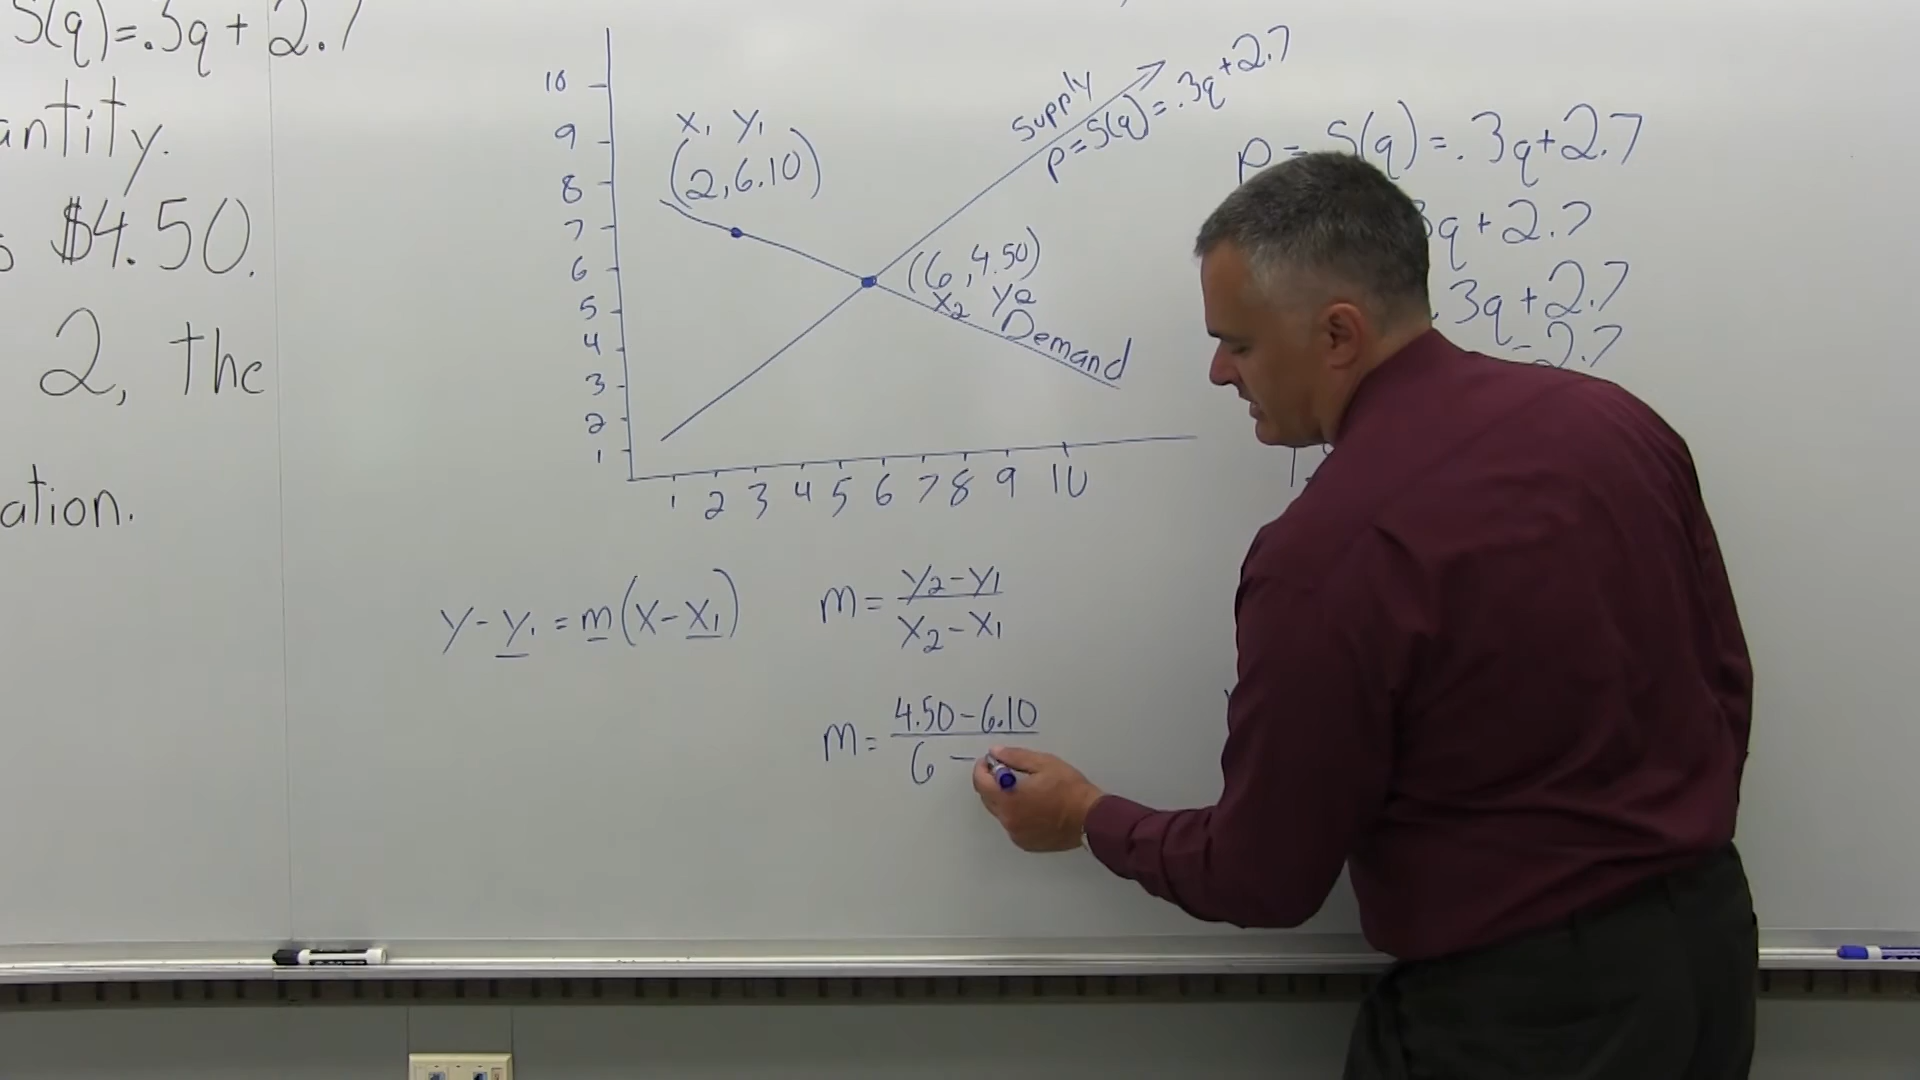 S(q)=.3q+2.7
antity.
$4.50.
2, the
ation.
10
9
8
7
6
5
4
3
2
1
1 2 3 4 5 6 7 8 9 10
x₁ y₁
(2,6.10)
Supply
p=S(q)=.3q+2.7
(6,4.50)
x₂ y₂
Demand
y-y₁=m(x-x₁)
m=y₂-y₁
x₂-x₁
m=4.50-6.10
6-
p=S(q)=.3q+2.7
q+2.7
.3q+2.7
-2.7